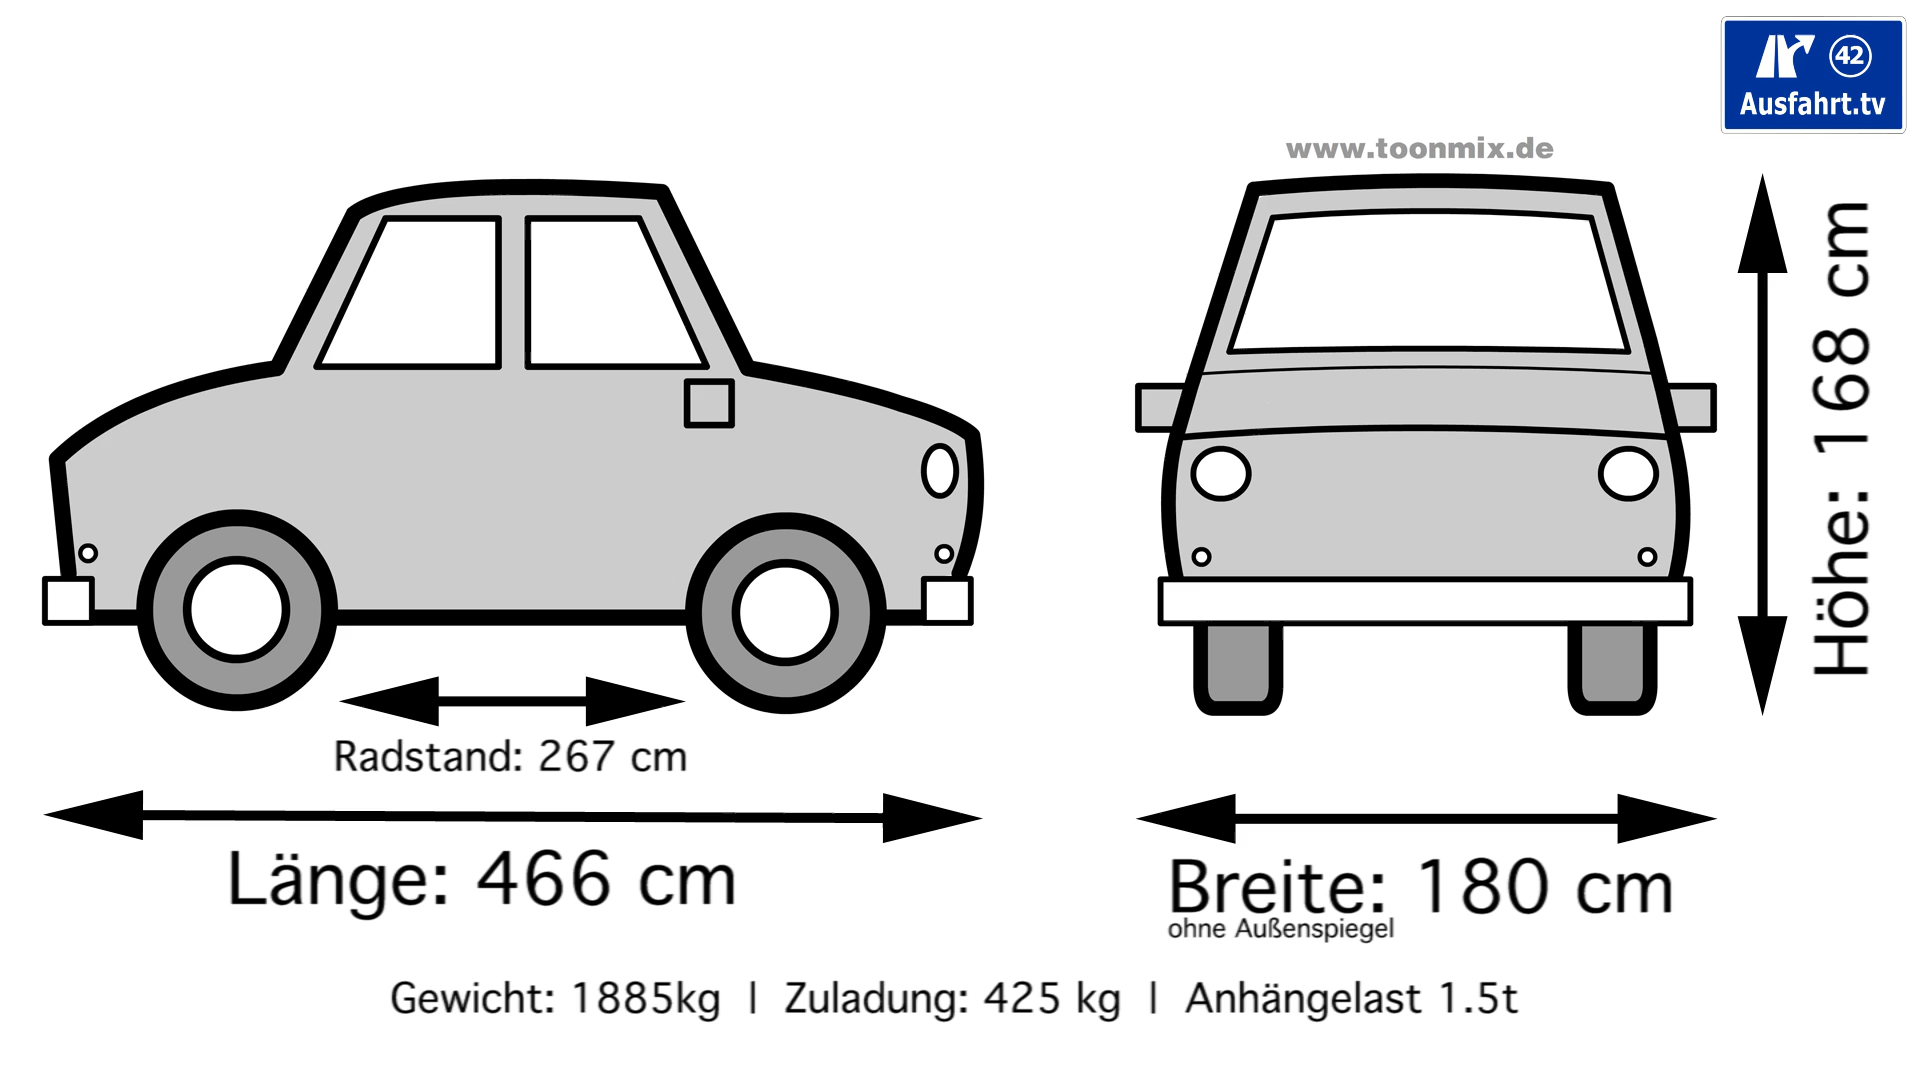 42
Ausfahrt.tv
www.toonmix.de
Höhe: 168 cm
Radstand: 267 cm
Länge: 466 cm
Breite: 180 cm
ohne Außenspiegel
Gewicht: 1885kg | Zuladung: 425 kg | Anhängelast 1.5t